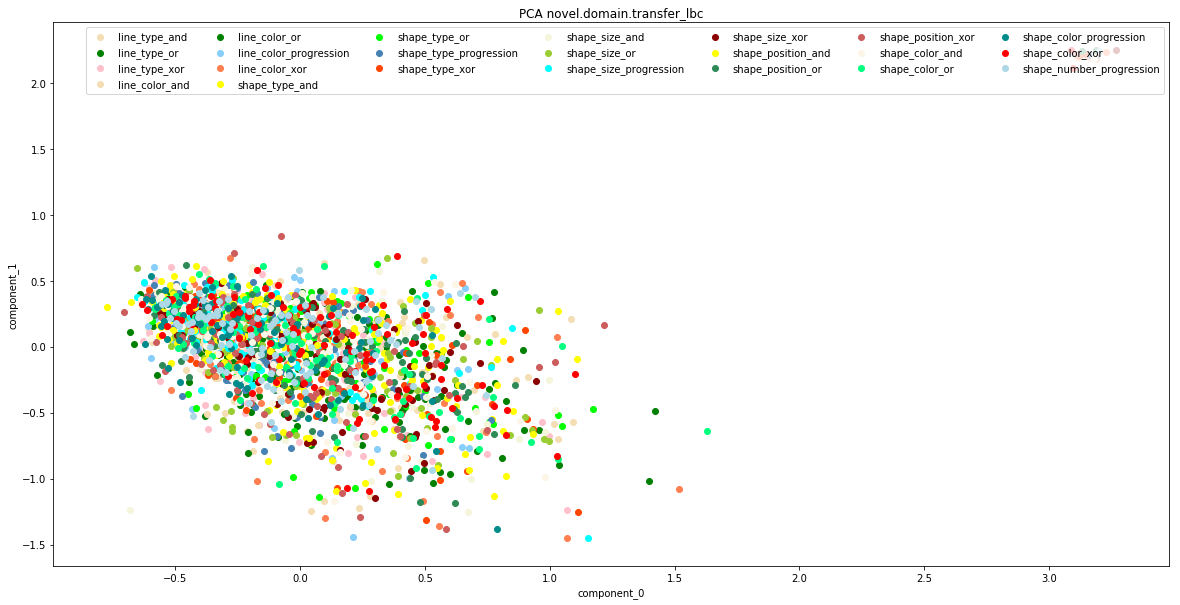 PCA novel.domain.transfer_lbc
line_type_and line_color_or shape_type_or shape_size_and shape_size_xor shape_position_xor shape_color_progression
line_type_or line_color_progression shape_type_progression shape_size_or shape_position_and shape_color_and shape_color_xor
line_type_xor line_color_xor shape_type_xor shape_size_progression shape_position_or shape_color_or shape_number_progression
line_color_and shape_type_and
2.0
1.5
1.0
0.5
0.0
−0.5
−1.0
−1.5
component_1
−0.5 0.0 0.5 1.0 1.5 2.0 2.5 3.0
component_0